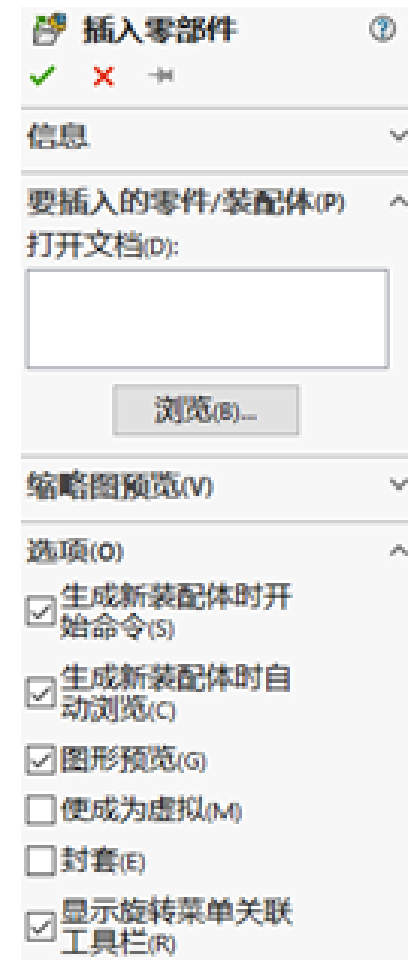 插入零部件
信息
要插入的零件/装配体(P)
打开文档(D):
浏览(B)...
缩略图预览(V)
选项(O)
生成新装配体时开
始命令(S)
生成新装配体时自
动浏览(C)
图形预览(G)
使成为虚拟(M)
封套(E)
显示旋转菜单关联
工具栏(R)